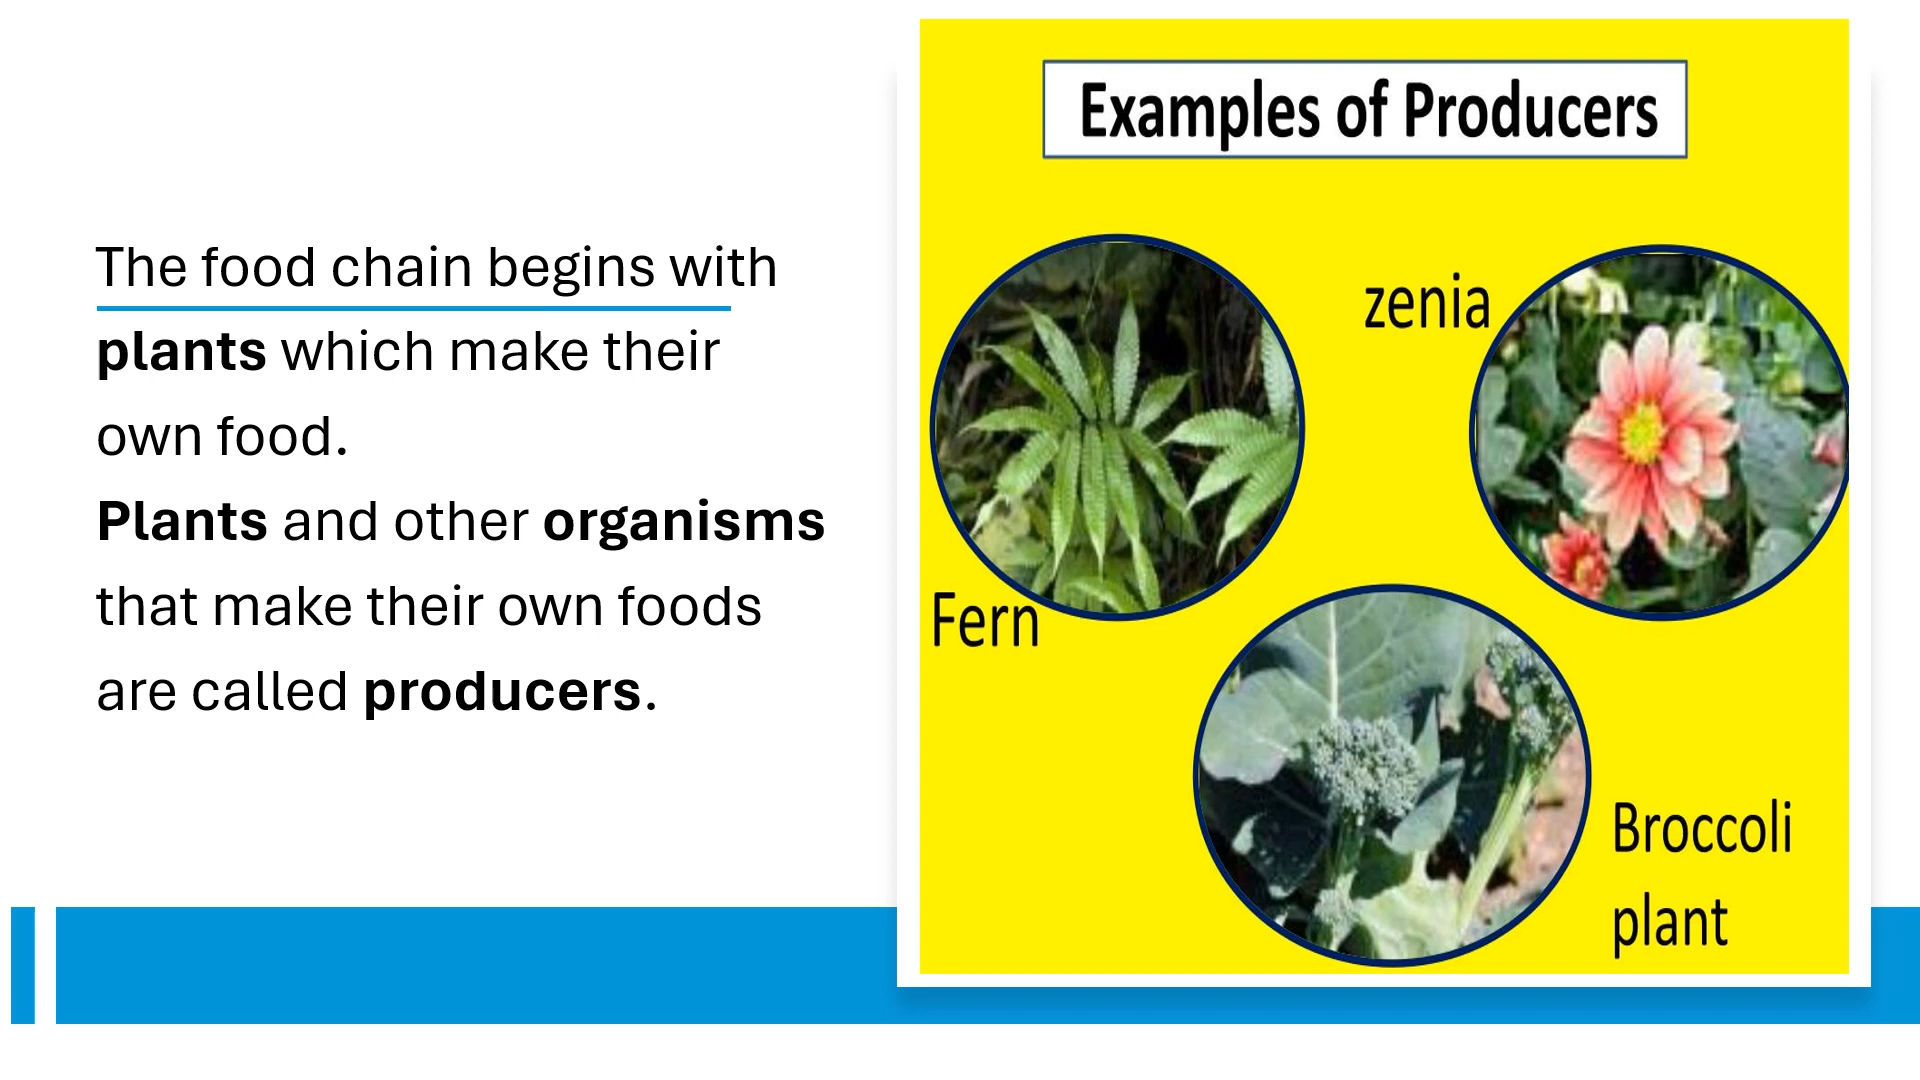 The food chain begins with
plants which make their
own food.
Plants and other organisms
that make their own foods
are called producers.
Examples of Producers
zenia
Fern
Broccoli
plant